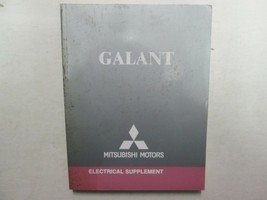 GALANT
MITSUBISHI MOTORS
ELECTRICAL SUPPLEMENT